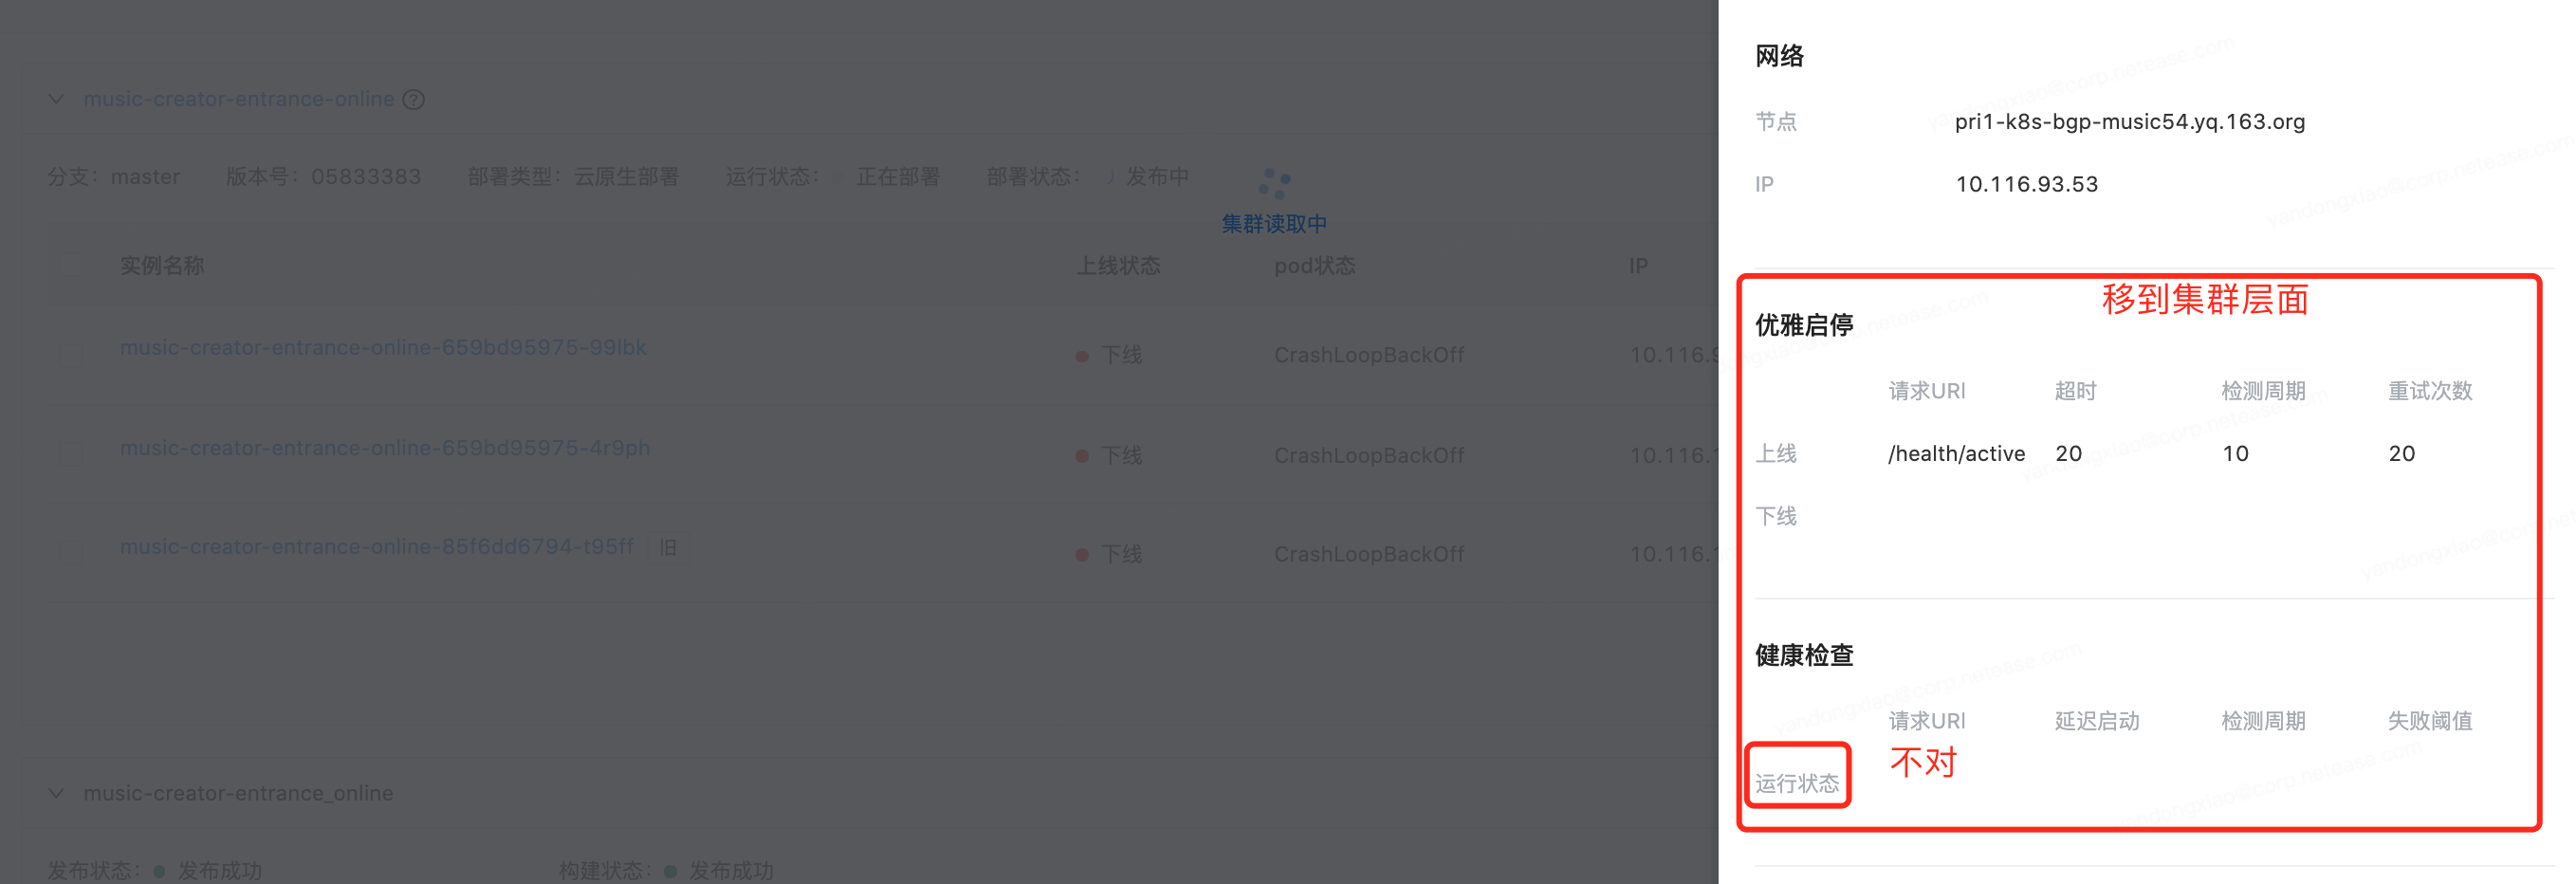 music-creator-entrance-online ?
分支： master 版本号： 05833383 部署类型： 云原生部署 运行状态： 正在部署 部署状态： 发布中
集群读取中
实例名称 上线状态 pod状态 IP
music-creator-entrance-online-659bd95975-99lbk 下线 CrashLoopBackOff
music-creator-entrance-online-659bd95975-4r9ph 下线 CrashLoopBackOff
music-creator-entrance-online-85f6dd6794-t95ff 旧 下线 CrashLoopBackOff
music-creator-entrance_online
发布状态： 发布成功 构建状态： 发布成功
网络
节点 pri1-k8s-bgp-music54.yq.163.org
IP 10.116.93.53
移到集群层面
优雅启停
请求URI 超时 检测周期 重试次数
上线 /health/active 20 10 20
下线
健康检查
请求URI 延迟启动 检测周期 失败阈值
不对
运行状态
yandongxiao@corp.netease.com